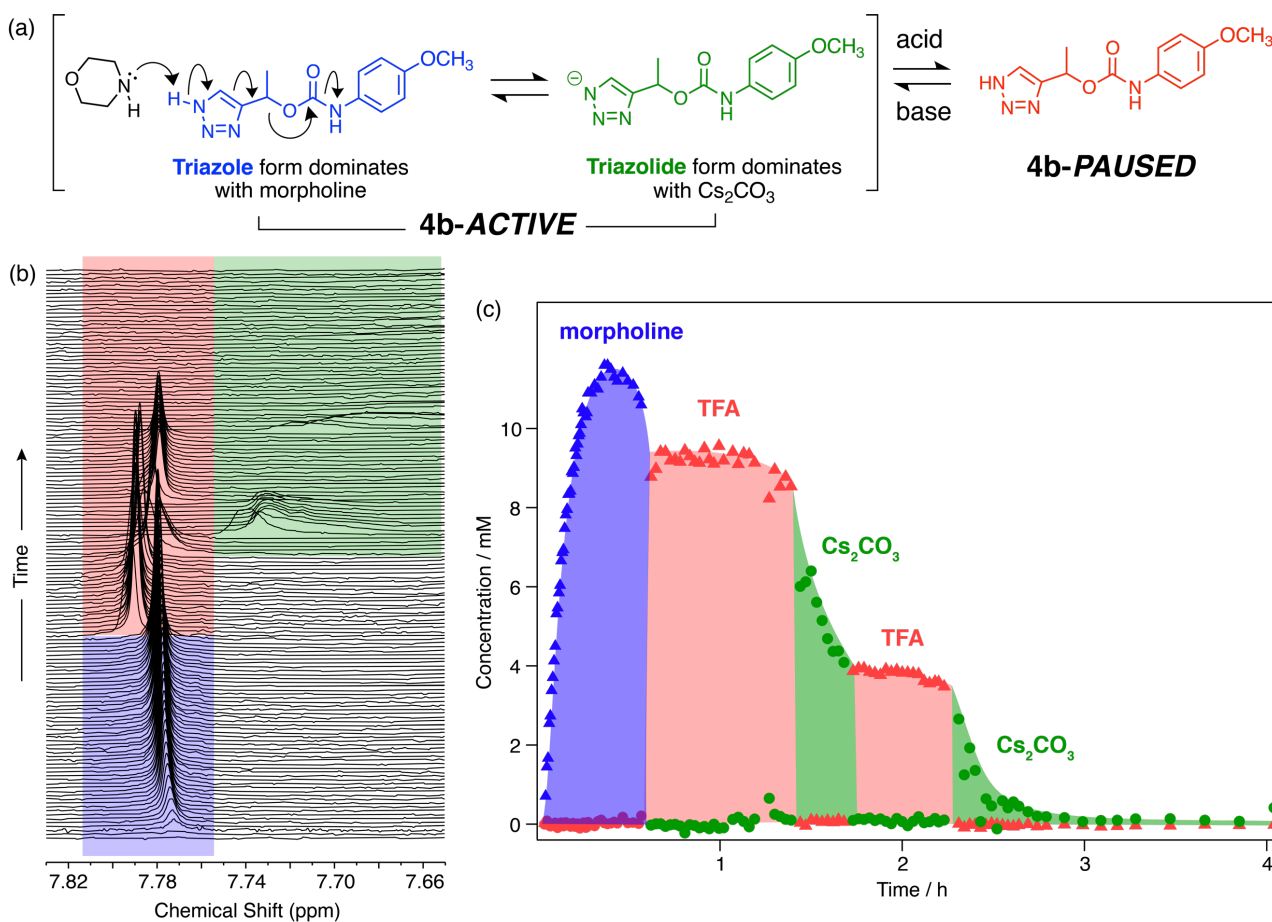 (a)
O
N
H
H
N
N=N
O
O
N
H
OCH3
⊖
N
N=N
O
O
N
H
OCH3
acid
base
HN
N=N
O
O
N
H
OCH3
Triazole form dominates
with morpholine
Triazolide form dominates
with Cs2CO3
4b-PAUSED
4b-ACTIVE
(b)
Time
7.82
7.78
7.74
7.70
7.66
Chemical Shift (ppm)
(c)
morpholine
TFA
Cs2CO3
TFA
Cs2CO3
Concentration / mM
10
8
6
4
2
0
1
2
3
4
Time / h